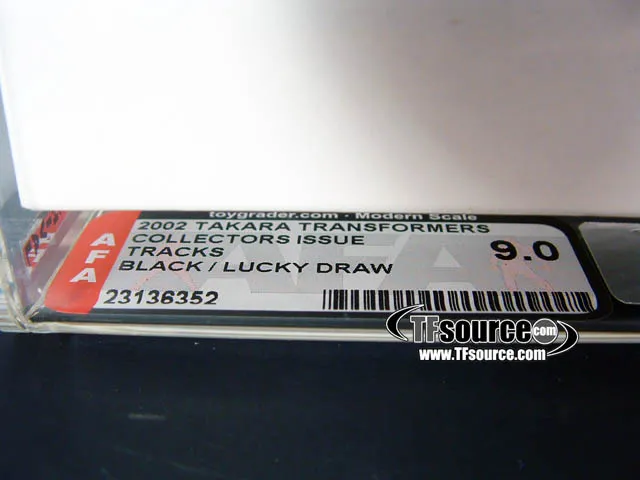 toygrader.com · Modern Scale
2002 TAKARA TRANSFORMERS
COLLECTORS ISSUE
TRACKS
BLACK / LUCKY DRAW
9.0
AFA
AFA
23136352
TFsource.com
www.TFsource.com